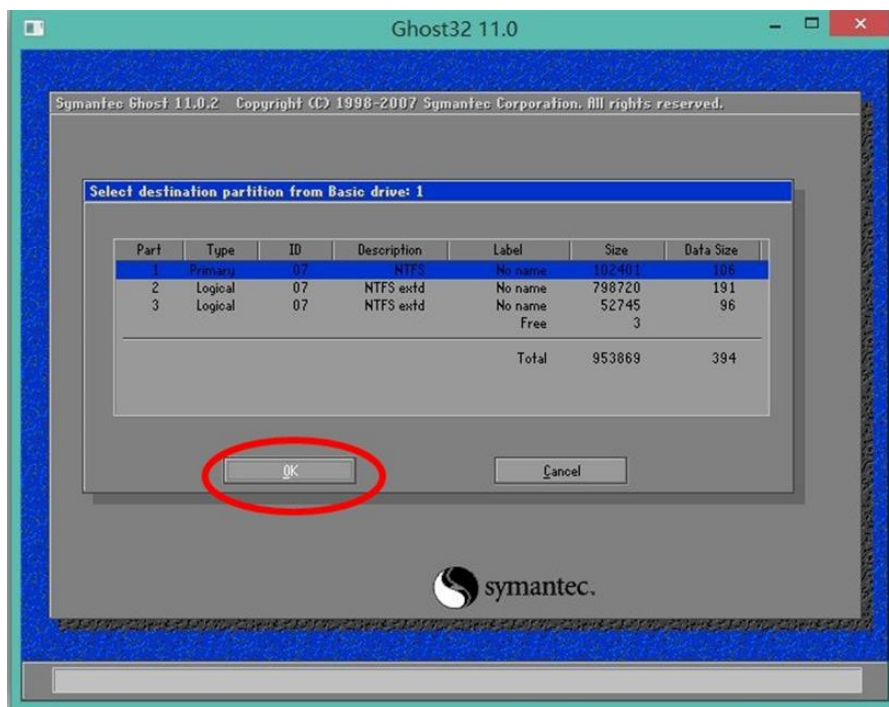 Ghost32 11.0
Symantec Ghost 11.0.2 Copyright (C) 1998-2007 Symantec Corporation. All rights reserved.
Select destination partition from Basic drive: 1
Part Type ID Description Label Size Data Size
1 Primary 07 NTFS No name 102401 106
2 Logical 07 NTFS extd No name 798720 191
3 Logical 07 NTFS extd No name 52745 96
Free 3
Total 953869 394
OK Cancel
symantec.